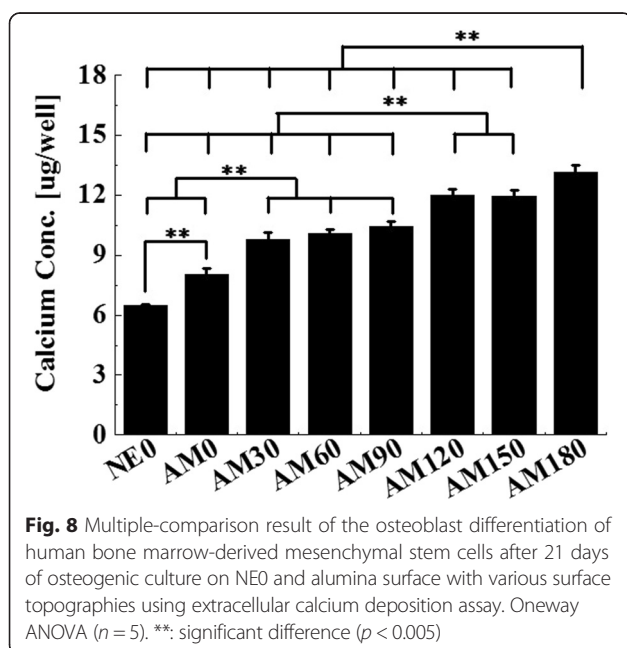 **
18
**
15
**
12
**
9
6
3
0
Calcium Conc. [ug/well]
NE0 AM0 AM30 AM60 AM90 AM120 AM150 AM180
Fig. 8 Multiple-comparison result of the osteoblast differentiation of
human bone marrow-derived mesenchymal stem cells after 21 days
of osteogenic culture on NE0 and alumina surface with various surface
topographies using extracellular calcium deposition assay. Oneway
ANOVA (n = 5). **: significant difference (p < 0.005)